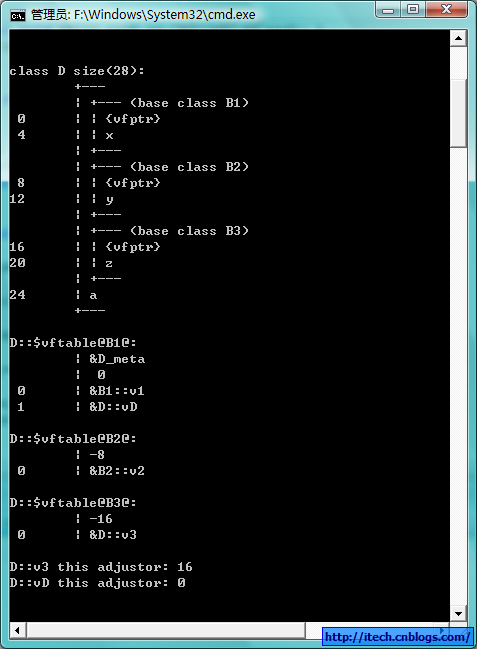 管理员: F:\Windows\System32\cmd.exe
class D size(28):
        +---
        ¦ +--- (base class B1)
 0      ¦ ¦ {vfptr}
 4      ¦ ¦ x
        ¦ +---
        ¦ +--- (base class B2)
 8      ¦ ¦ {vfptr}
12      ¦ ¦ y
        ¦ +---
        ¦ +--- (base class B3)
16      ¦ ¦ {vfptr}
20      ¦ ¦ z
        ¦ +---
24      ¦ a
        +---
D::$vftable@B1@:
        ¦ &D_meta
        ¦  0
 0      ¦ &B1::v1
 1      ¦ &D::vD
D::$vftable@B2@:
        ¦ -8
 0      ¦ &B2::v2
D::$vftable@B3@:
        ¦ -16
 0      ¦ &D::v3
D::v3 this adjustor: 16
D::vD this adjustor: 0
http://itech.cnblogs.com/